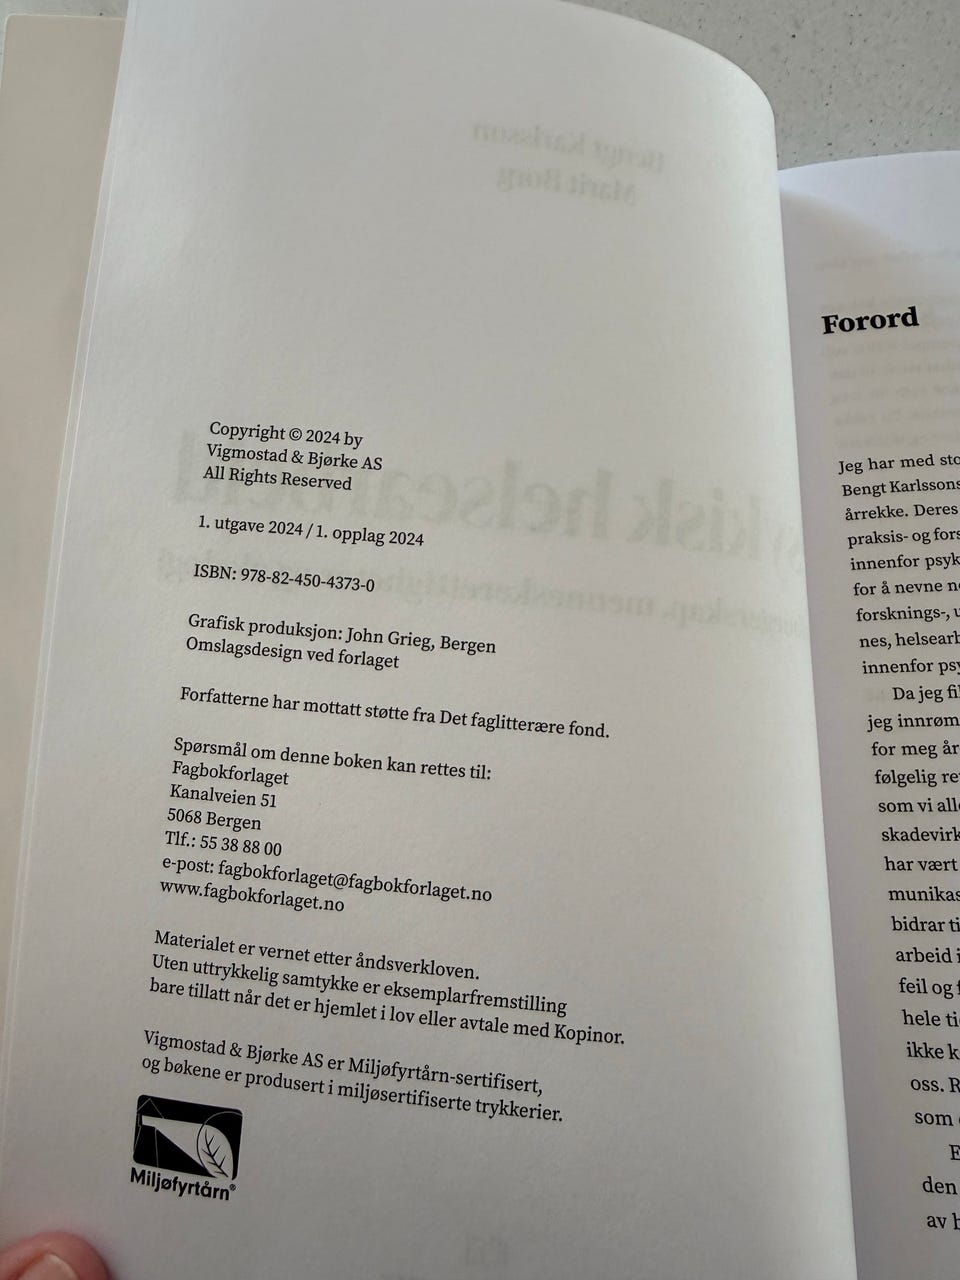 Copyright © 2024 by
Vigmostad & Bjørke AS
All Rights Reserved
1. utgave 2024 / 1. opplag 2024
ISBN: 978-82-450-4373-0
Grafisk produksjon: John Grieg, Bergen
Omslagsdesign ved forlaget
Forfatterne har mottatt støtte fra Det faglitterære fond.
Spørsmål om denne boken kan rettes til:
Fagbokforlaget
Kanalveien 51
5068 Bergen
Tlf.: 55 38 88 00
e-post: fagbokforlaget@fagbokforlaget.no
www.fagbokforlaget.no
Materialet er vernet etter åndsverkloven.
Uten uttrykkelig samtykke er eksemplarfremstilling
bare tillatt når det er hjemlet i lov eller avtale med Kopinor.
Vigmostad & Bjørke AS er Miljøfyrtårn-sertifisert,
og bøkene er produsert i miljøsertifiserte trykkerier.
Miljøfyrtårn®
Forord
Jeg har med sto
Bengt Karlssons
årrekke. Deres
praksis- og fors
innenfor psyk
for å nevne n
forsknings-, u
nes, helsearb
innenfor psy
Da jeg fi
jeg innrøm
for meg år
følgelig re
som vi all
skadevirk
har vært
munikas
bidrar ti
arbeid i
feil og f
hele ti
ikke k
oss. R
som
E
den
av h